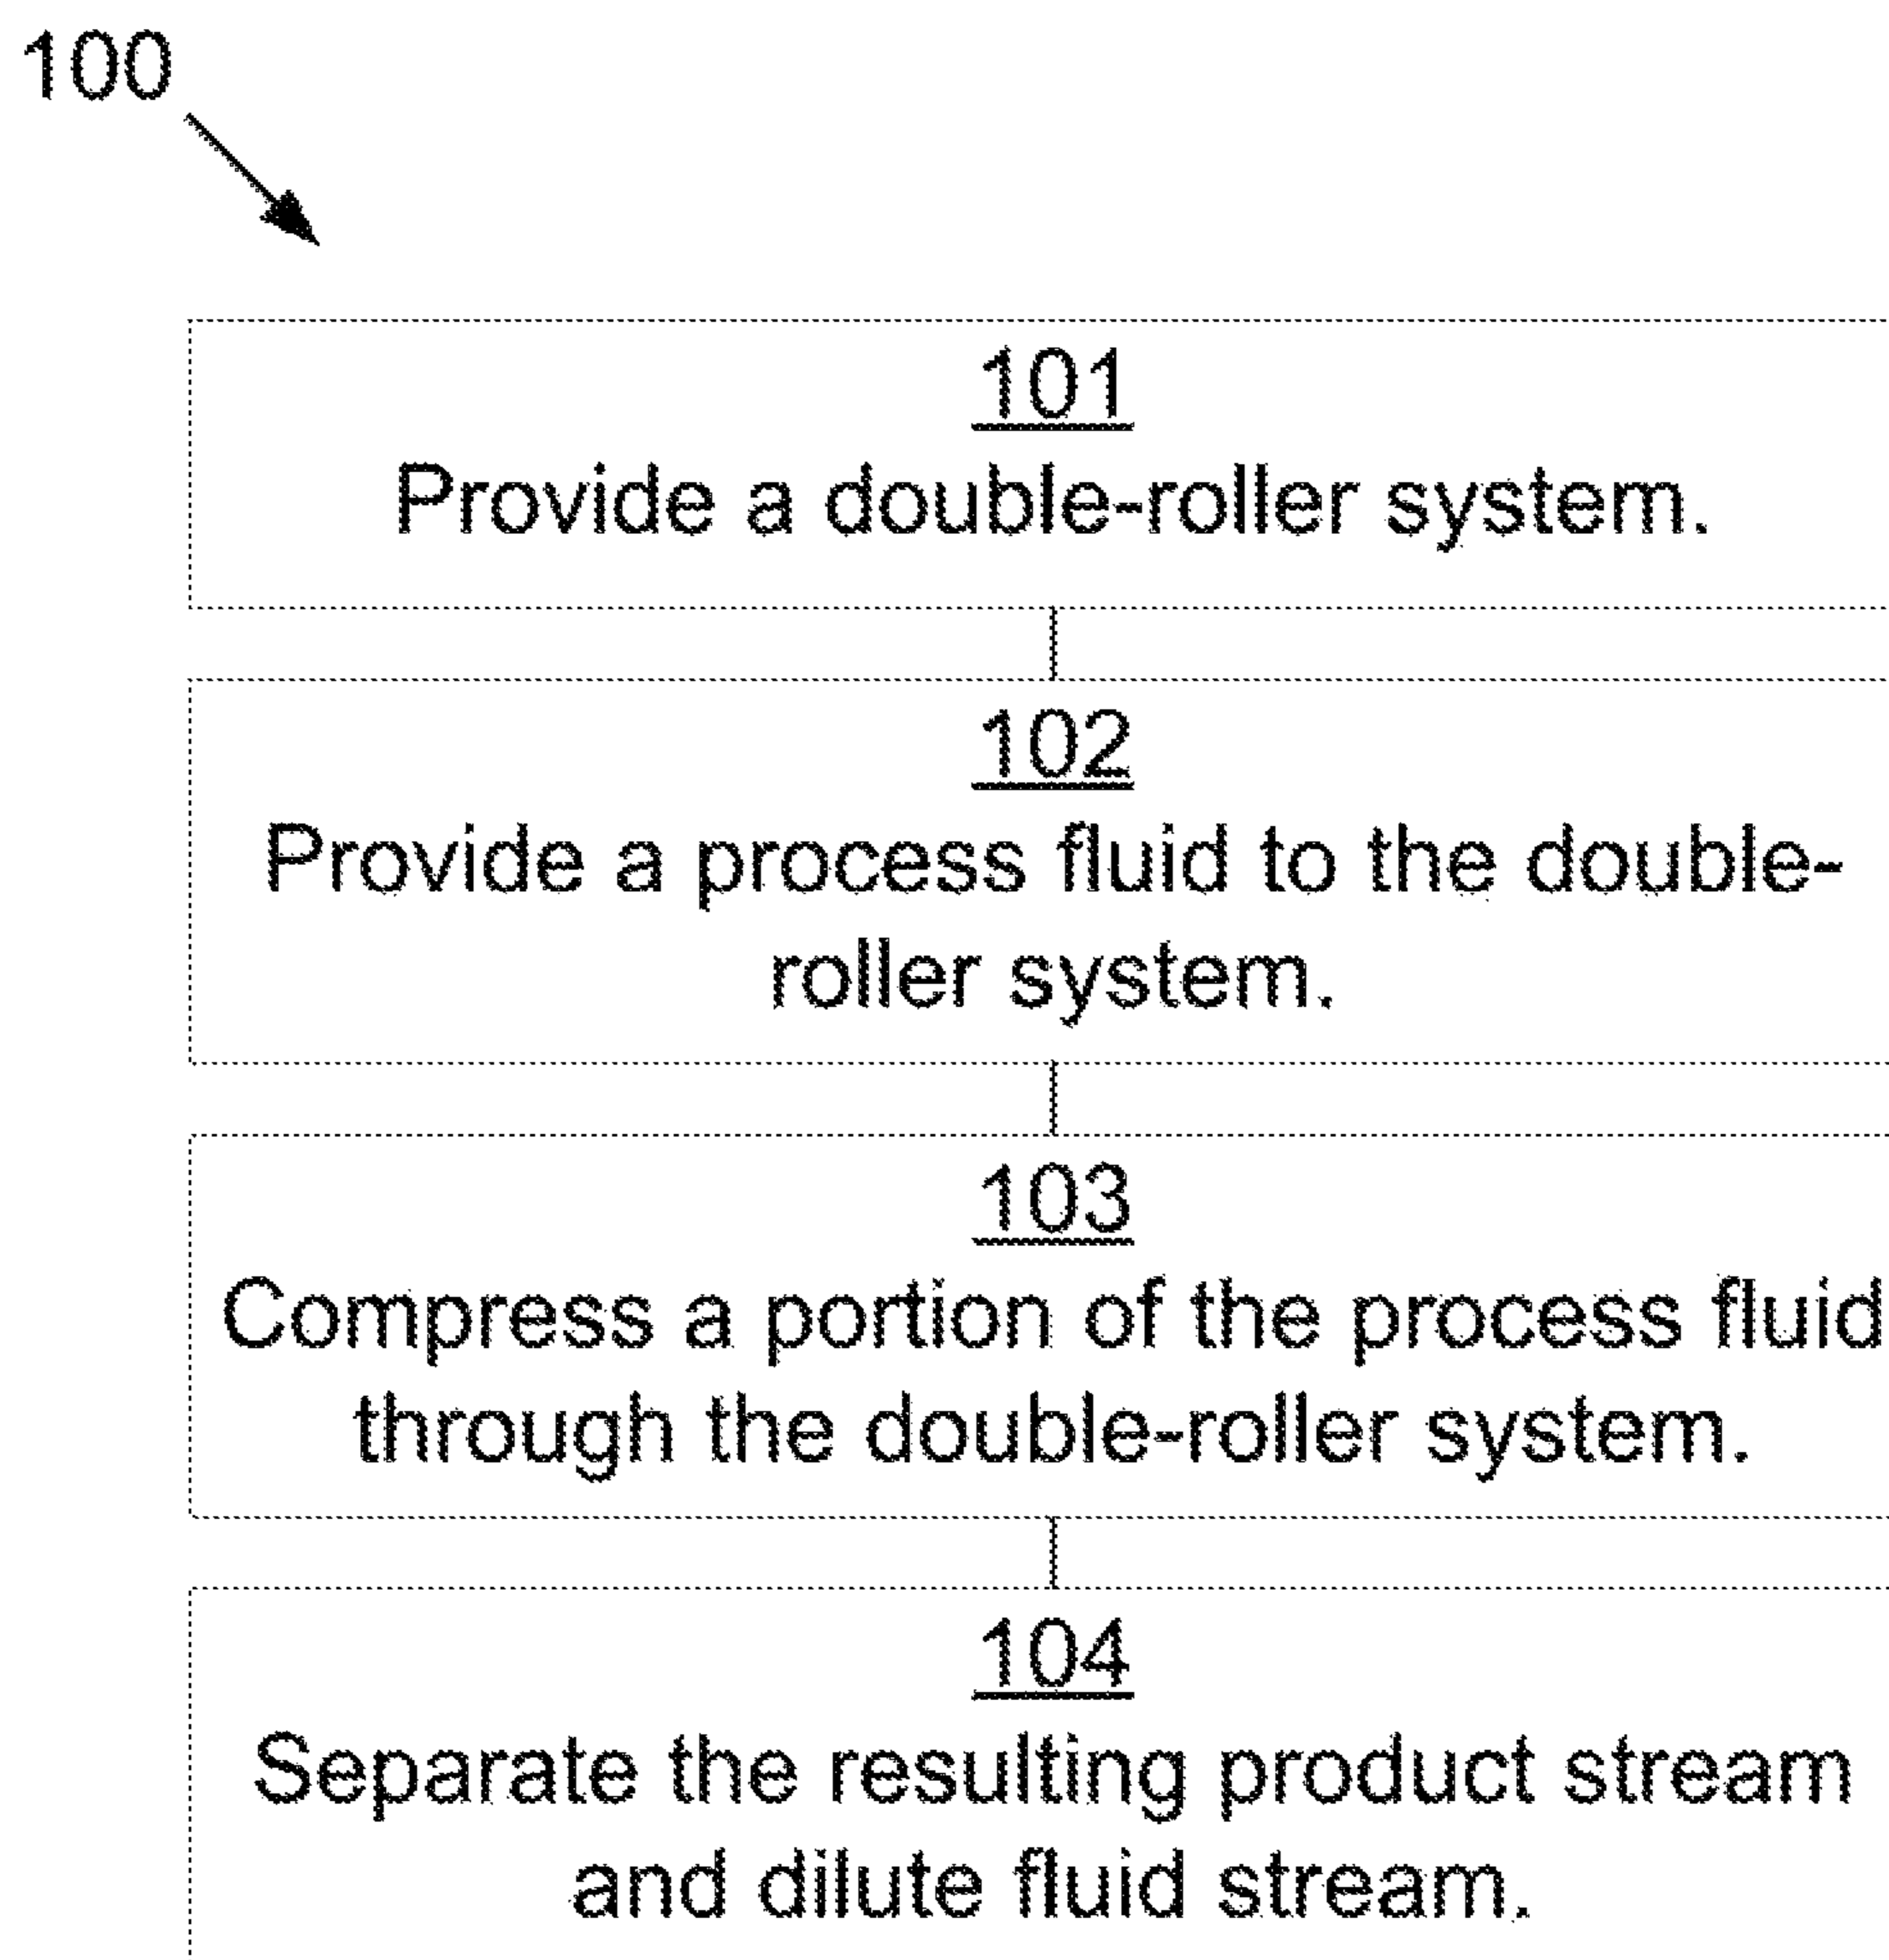 100
101
Provide a double-roller system.
102
Provide a process fluid to the double-
roller system.
103
Compress a portion of the process fluid
through the double-roller system.
104
Separate the resulting product stream
and dilute fluid stream.